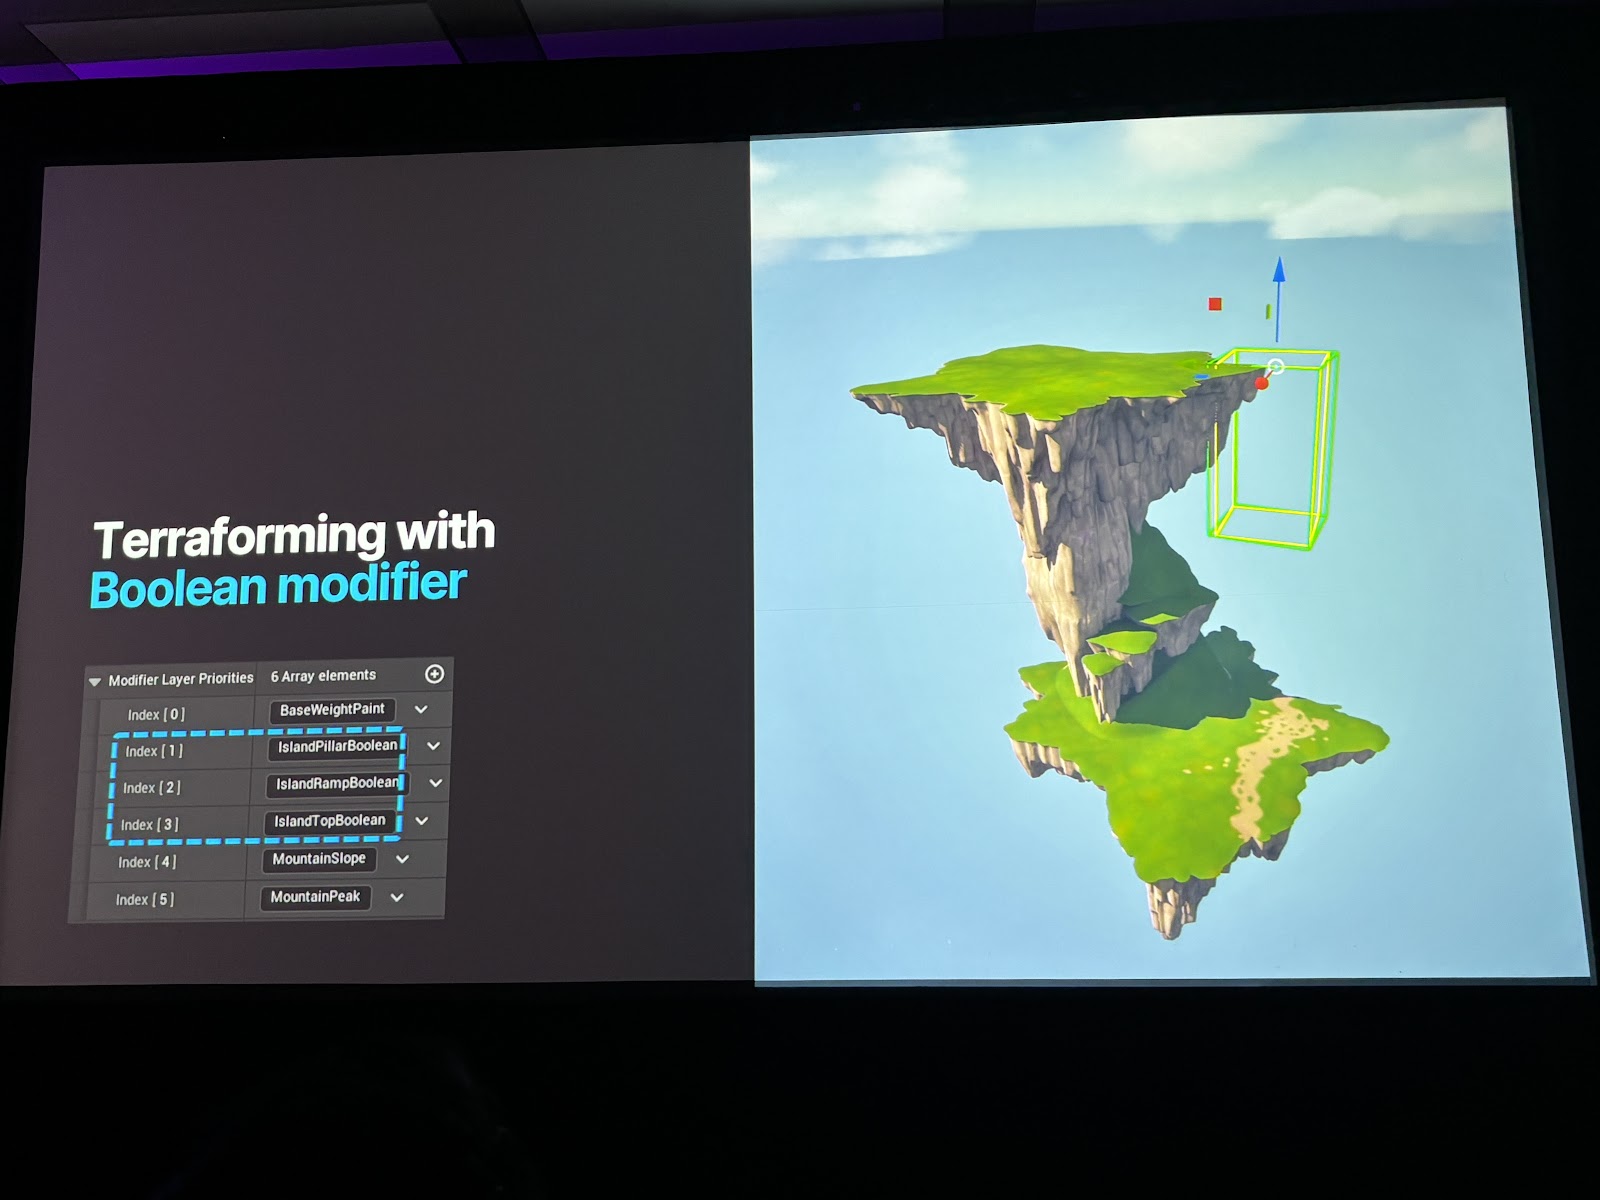 Terraforming with
Boolean modifier
Modifier Layer Priorities 6 Array elements
Index [ 0 ] BaseWeightPaint
Index [ 1 ] IslandPillarBoolean
Index [ 2 ] IslandRampBoolean
Index [ 3 ] IslandTopBoolean
Index [ 4 ] MountainSlope
Index [ 5 ] MountainPeak